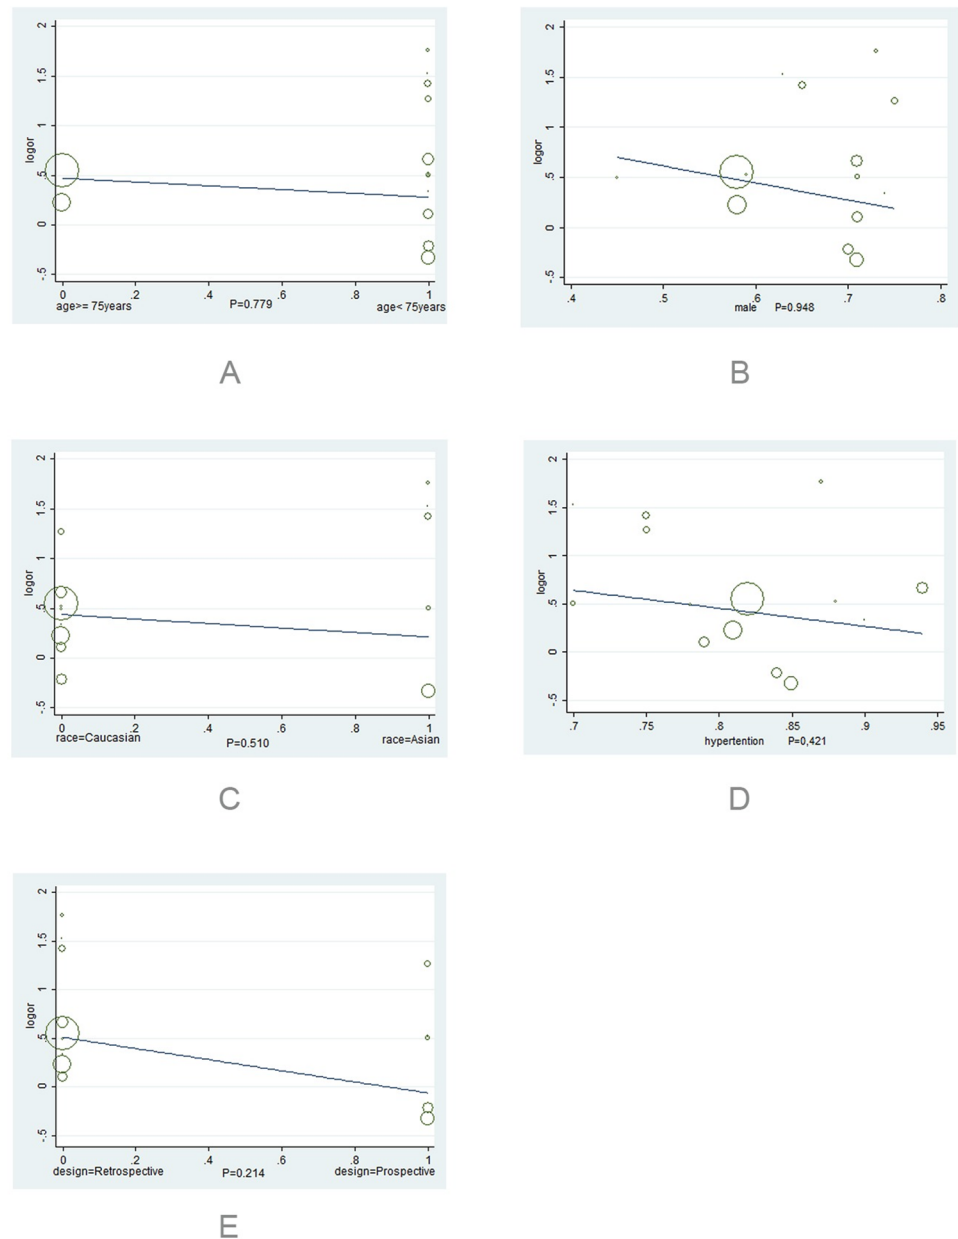 2
1.5
1
.5
0
-.5
logor
0 .2 .4 .6 .8 1
age>= 75years P=0.779 age< 75years
A
2
1.5
1
.5
0
-.5
logor
.4 .5 .6 .7 .8
male P=0.948
B
2
1.5
1
.5
0
-.5
logor
0 .2 .4 .6 .8 1
race=Caucasian P=0.510 race=Asian
C
2
1.5
1
.5
0
-.5
logor
.7 .75 .8 .85 .9 .95
hypertention P=0,421
D
2
1.5
1
.5
0
-.5
logor
0 .2 .4 .6 .8 1
design=Retrospective P=0.214 design=Prospective
E